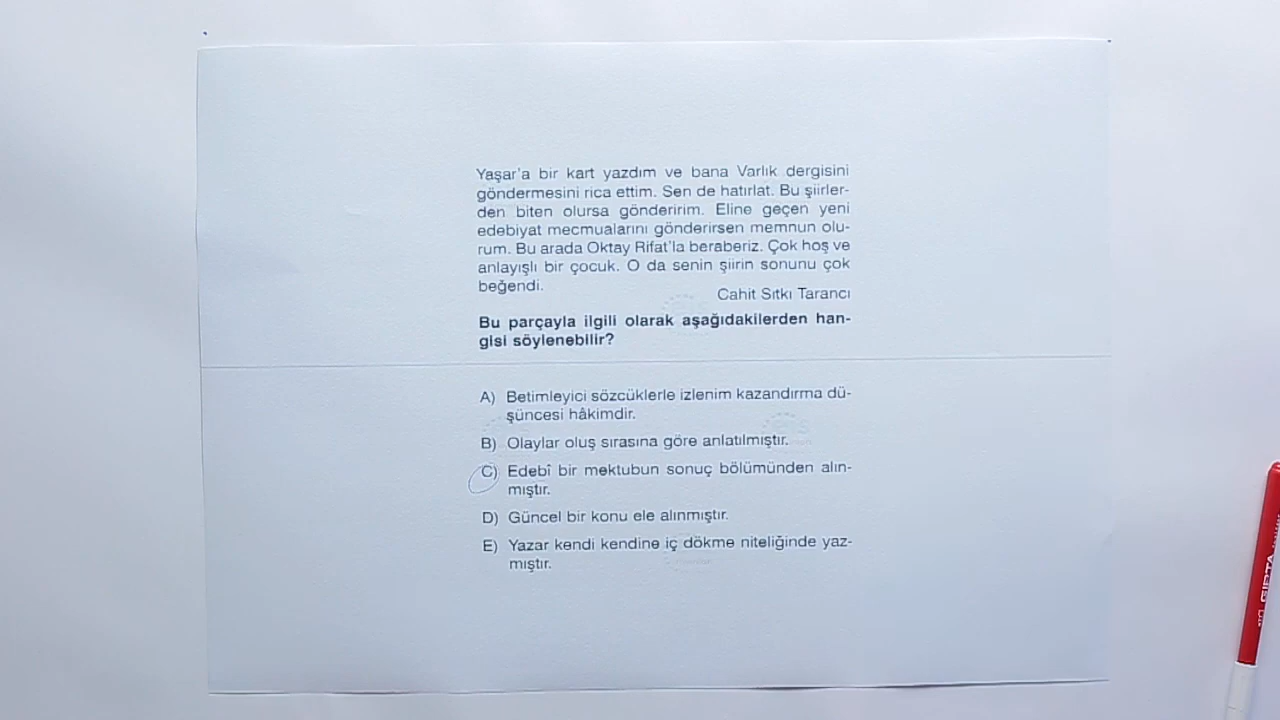 Yaşar'a bir kart yazdım ve bana Varlık dergisini
göndermesini rica ettim. Sen de hatırlat. Bu şiirler-
den biten olursa gönderirim. Eline geçen yeni
edebiyat mecmualarını gönderirsen memnun olu-
rum. Bu arada Oktay Rifat'la beraberiz. Çok hoş ve
anlayışlı bir çocuk. O da senin şiirin sonunu çok
beğendi.
Cahit Sıtkı Tarancı
Bu parçayla ilgili olarak aşağıdakilerden han-
gisi söylenebilir?
A) Betimleyici sözcüklerle izlenim kazandırma dü-
şüncesi hâkimdir.
B) Olaylar oluş sırasına göre anlatılmıştır.
C) Edebî bir mektubun sonuç bölümünden alın-
mıştır.
D) Güncel bir konu ele alınmıştır.
E) Yazar kendi kendine iç dökme niteliğinde yaz-
mıştır.